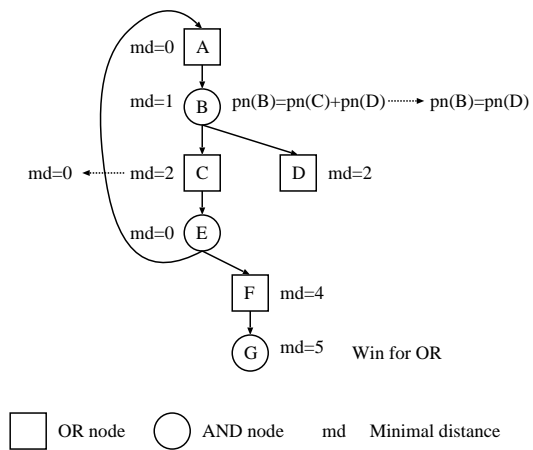 md=0 A
md=1 B pn(B)=pn(C)+pn(D) pn(B)=pn(D)
md=0 md=2 C D md=2
md=0 E
F md=4
G md=5 Win for OR
OR node AND node md Minimal distance